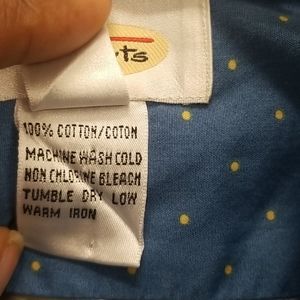 100% COTTON/COTON
MACHINE WASH COLD
NON CHLORINE BLEACH
TUMBLE DRY LOW
WARM IRON